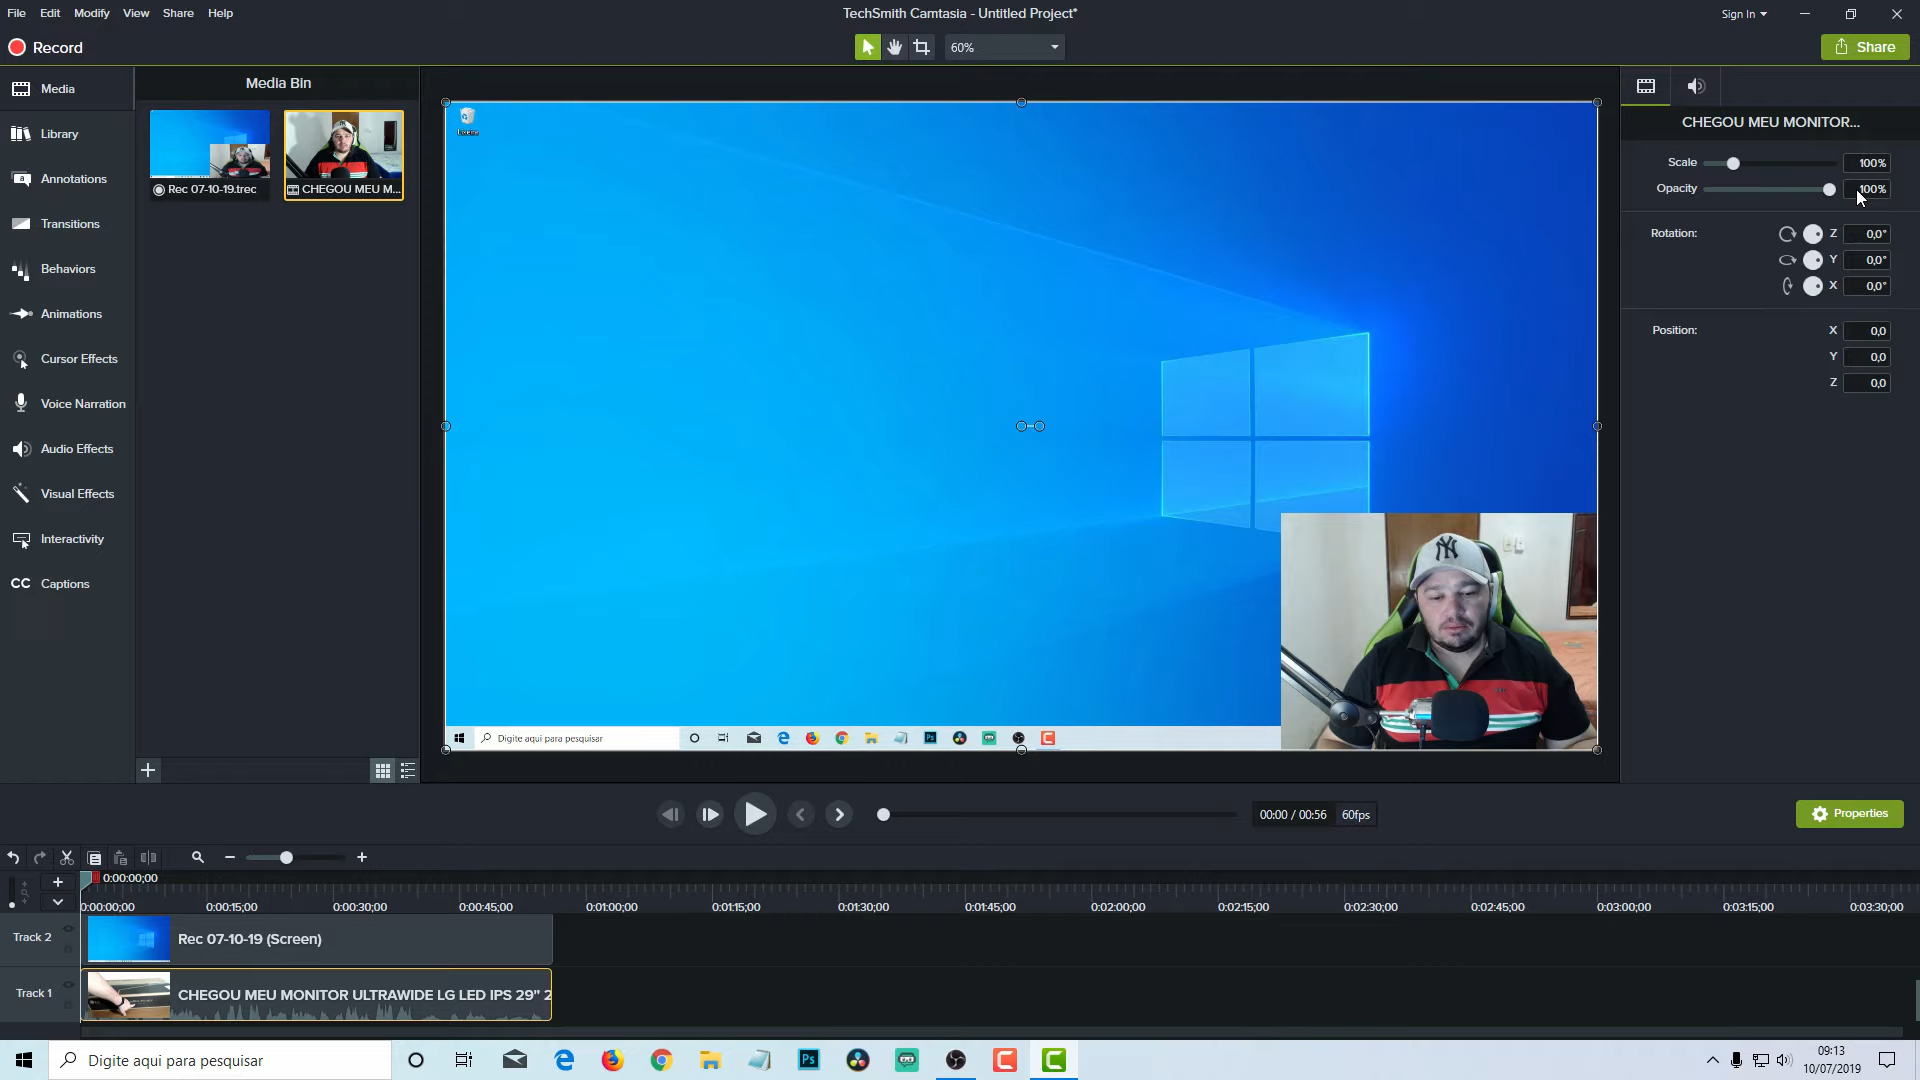 File Edit Modify View Share Help
TechSmith Camtasia - Untitled Project*
Sign In
Record
60%
Share
Media
Library
Annotations
Transitions
Behaviors
Animations
Cursor Effects
Voice Narration
Audio Effects
Visual Effects
Interactivity
CC Captions
Media Bin
Rec 07-10-19.trec
CHEGOU MEU M...
Digite aqui para pesquisar
CHEGOU MEU MONITOR...
Scale 100%
Opacity 100%
Rotation: Z 0,0°
Y 0,0°
X 0,0°
Position: X 0,0
Y 0,0
Z 0,0
00:00 / 00:56 60fps
Properties
0:00:00;00
0:00:00;00 0:00:15;00 0:00:30;00 0:00:45;00 0:01:00;00 0:01:15;00 0:01:30;00 0:01:45;00 0:02:00;00 0:02:15;00 0:02:30;00 0:02:45;00 0:03:00;00 0:03:15;00 0:03:30;00
Track 2
Rec 07-10-19 (Screen)
Track 1
CHEGOU MEU MONITOR ULTRAWIDE LG LED IPS 29" 2
Digite aqui para pesquisar
Ps
09:13
10/07/2019